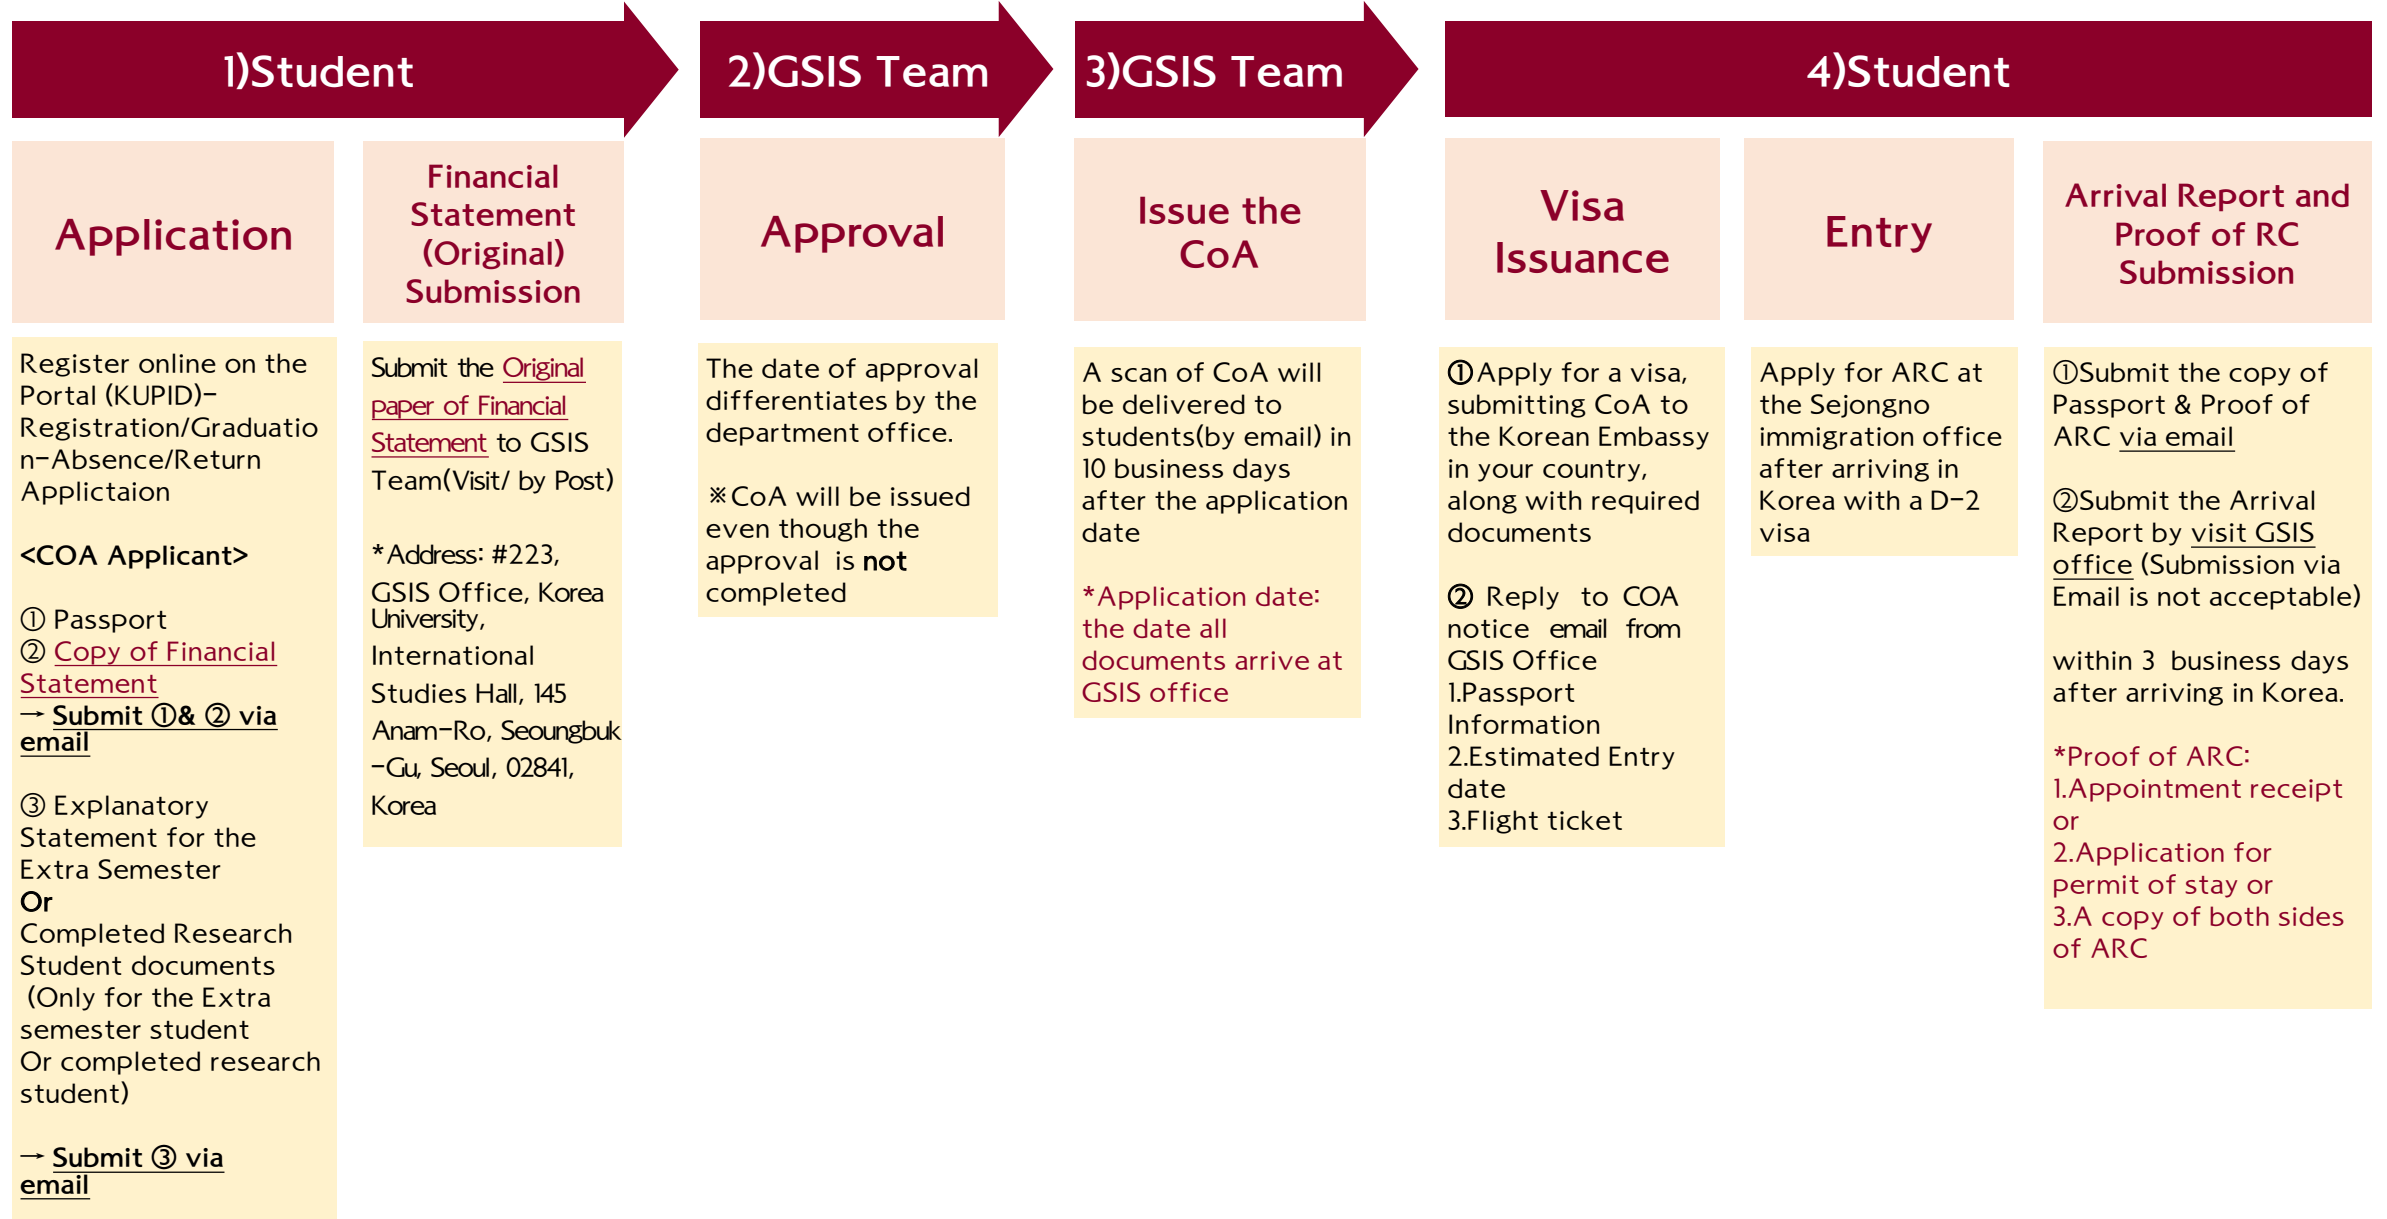 1)Student
2)GSIS Team
3)GSIS Team
4)Student
Application
Financial
Statement
(Original)
Submission
Approval
Issue the
CoA
Visa
Issuance
Entry
Arrival Report and
Proof of RC
Submission
Register online on the
Portal (KUPID)-
Registration/Graduatio
n-Absence/Return
Applictaion
<COA Applicant>
① Passport
② Copy of Financial
Statement
→ Submit ①& ② via
email
③ Explanatory
Statement for the
Extra Semester
Or
Completed Research
Student documents
(Only for the Extra
semester student
Or completed research
student)
→ Submit ③ via
email
Submit the Original
paper of Financial
Statement to GSIS
Team(Visit/ by Post)
*Address: #223,
GSIS Office, Korea
University,
International
Studies Hall, 145
Anam-Ro, Seoungbuk
-Gu, Seoul, 02841,
Korea
The date of approval
differentiates by the
department office.
※CoA will be issued
even though the
approval is not
completed
A scan of CoA will
be delivered to
students(by email) in
10 business days
after the application
date
*Application date:
the date all
documents arrive at
GSIS office
①Apply for a visa,
submitting CoA to
the Korean Embassy
in your country,
along with required
documents
② Reply to COA
notice email from
GSIS Office
1.Passport
Information
2.Estimated Entry
date
3.Flight ticket
Apply for ARC at
the Sejongno
immigration office
after arriving in
Korea with a D-2
visa
①Submit the copy of
Passport & Proof of
ARC via email
②Submit the Arrival
Report by visit GSIS
office (Submission via
Email is not acceptable)
within 3 business days
after arriving in Korea.
*Proof of ARC:
1.Appointment receipt
or
2.Application for
permit of stay or
3.A copy of both sides
of ARC